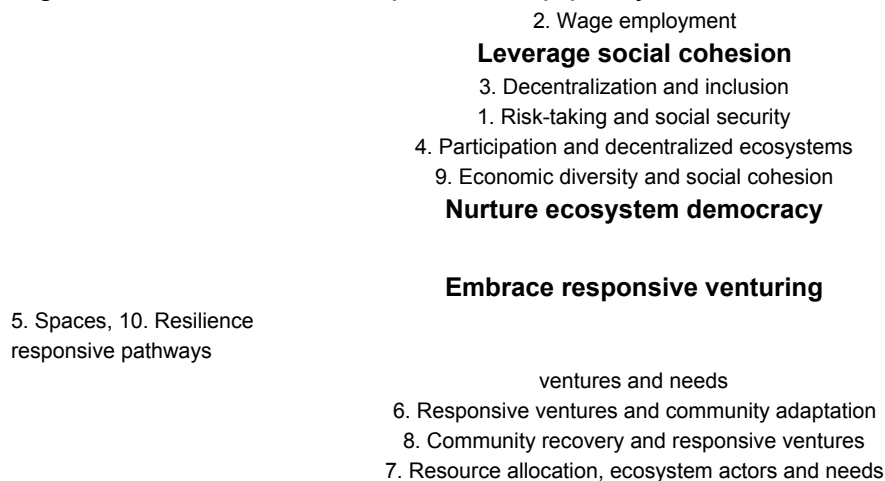 2. Wage employment
Leverage social cohesion
3. Decentralization and inclusion
1. Risk-taking and social security
4. Participation and decentralized ecosystems
9. Economic diversity and social cohesion
Nurture ecosystem democracy
Embrace responsive venturing
5. Spaces, 10. Resilience
responsive pathways
ventures and needs
6. Responsive ventures and community adaptation
8. Community recovery and responsive ventures
7. Resource allocation, ecosystem actors and needs